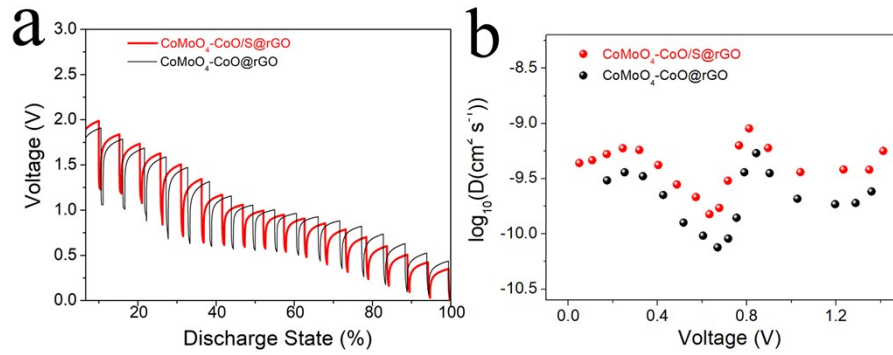 a
3.0
2.5
2.0
1.5
1.0
0.5
0.0
Voltage (V)
CoMoO₄-CoO/S@rGO
CoMoO₄-CoO@rGO
20 40 60 80 100
Discharge State (%)
b
-8.5
-9.0
-9.5
-10.0
-10.5
log₁₀(D(cm² s⁻¹))
CoMoO₄-CoO/S@rGO
CoMoO₄-CoO@rGO
0.0 0.4 0.8 1.2
Voltage (V)